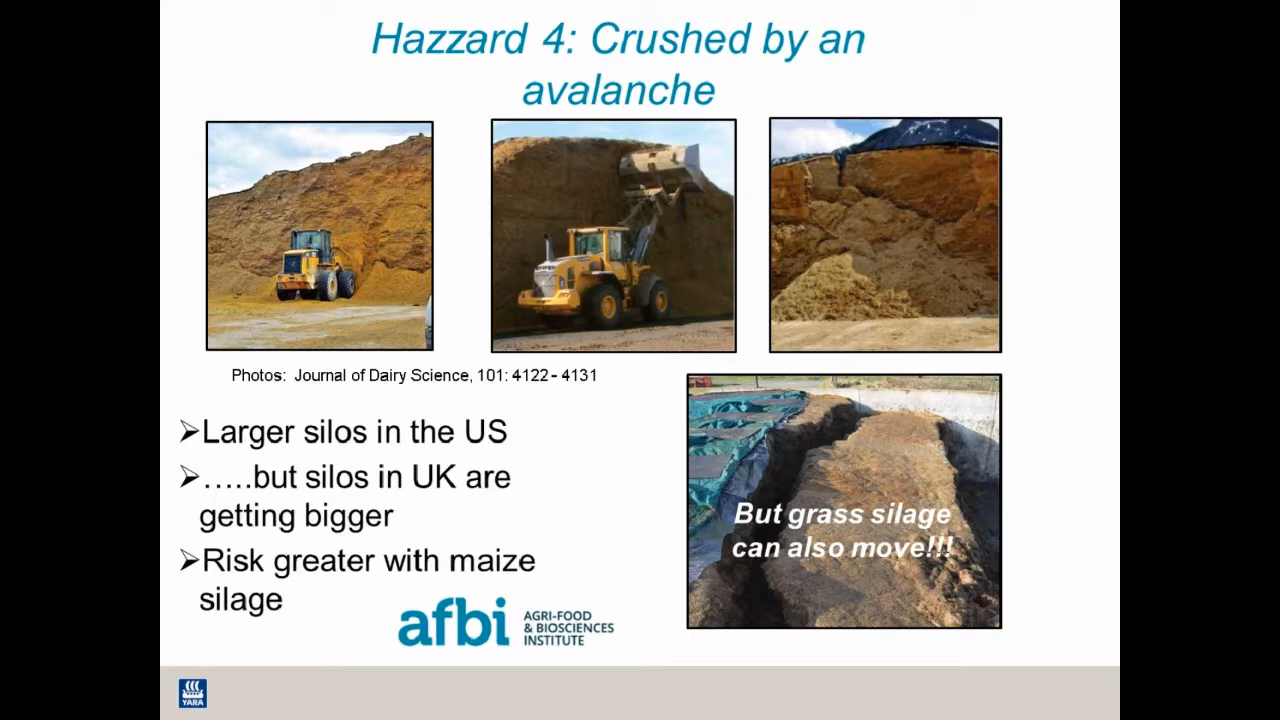 Hazzard 4: Crushed by an
avalanche
Photos: Journal of Dairy Science, 101: 4122 - 4131
➢Larger silos in the US
➢…..but silos in UK are
getting bigger
➢Risk greater with maize
silage
But grass silage
can also move!!!
afbi
AGRI-FOOD
& BIOSCIENCES
INSTITUTE
YARA